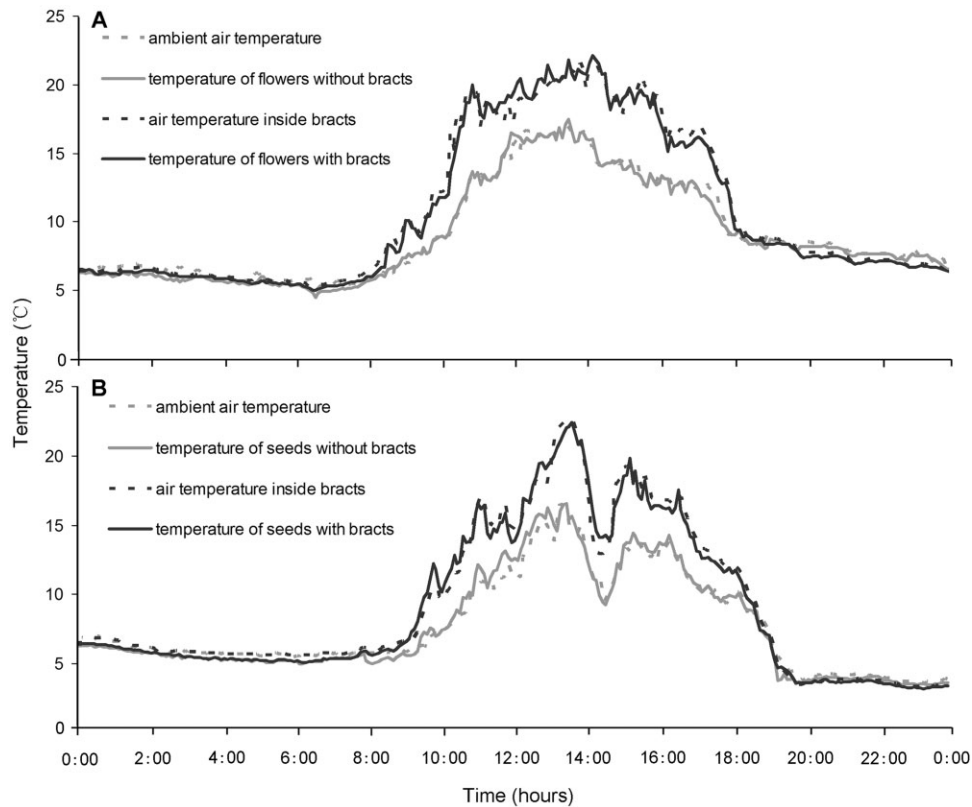 A
ambient air temperature
temperature of flowers without bracts
air temperature inside bracts
temperature of flowers with bracts
25
20
15
10
5
0
Temperature (℃)
B
ambient air temperature
temperature of seeds without bracts
air temperature inside bracts
temperature of seeds with bracts
25
20
15
10
5
0
0:00 2:00 4:00 6:00 8:00 10:00 12:00 14:00 16:00 18:00 20:00 22:00 0:00
Time (hours)